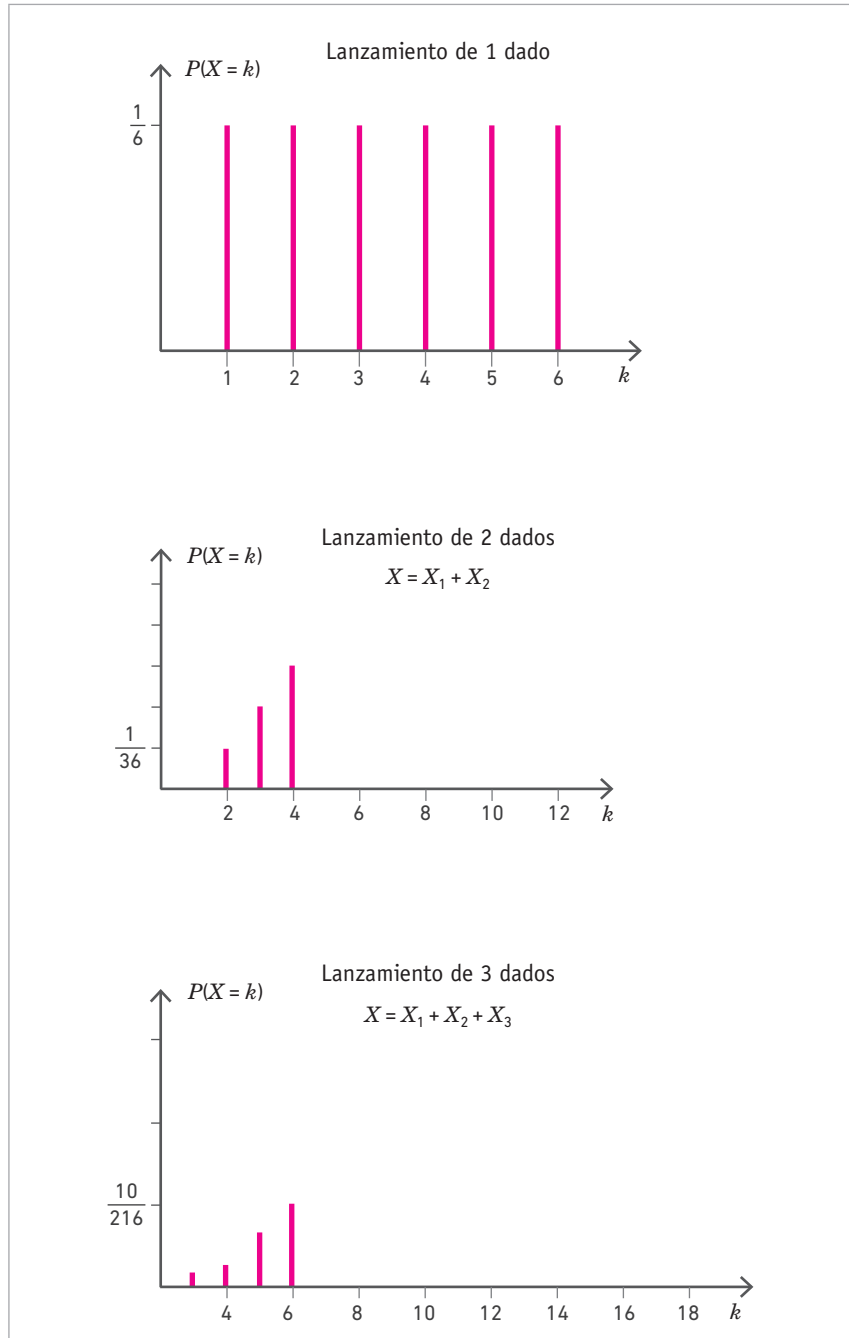 Lanzamiento de 1 dado
P(X = k)
1
6
1 2 3 4 5 6
k
Lanzamiento de 2 dados
P(X = k)
X = X₁ + X₂
1
36
2 4 6 8 10 12 k
Lanzamiento de 3 dados
P(X = k)
X = X₁ + X₂ + X₃
10
216
4 6 8 10 12 14 16 18 k